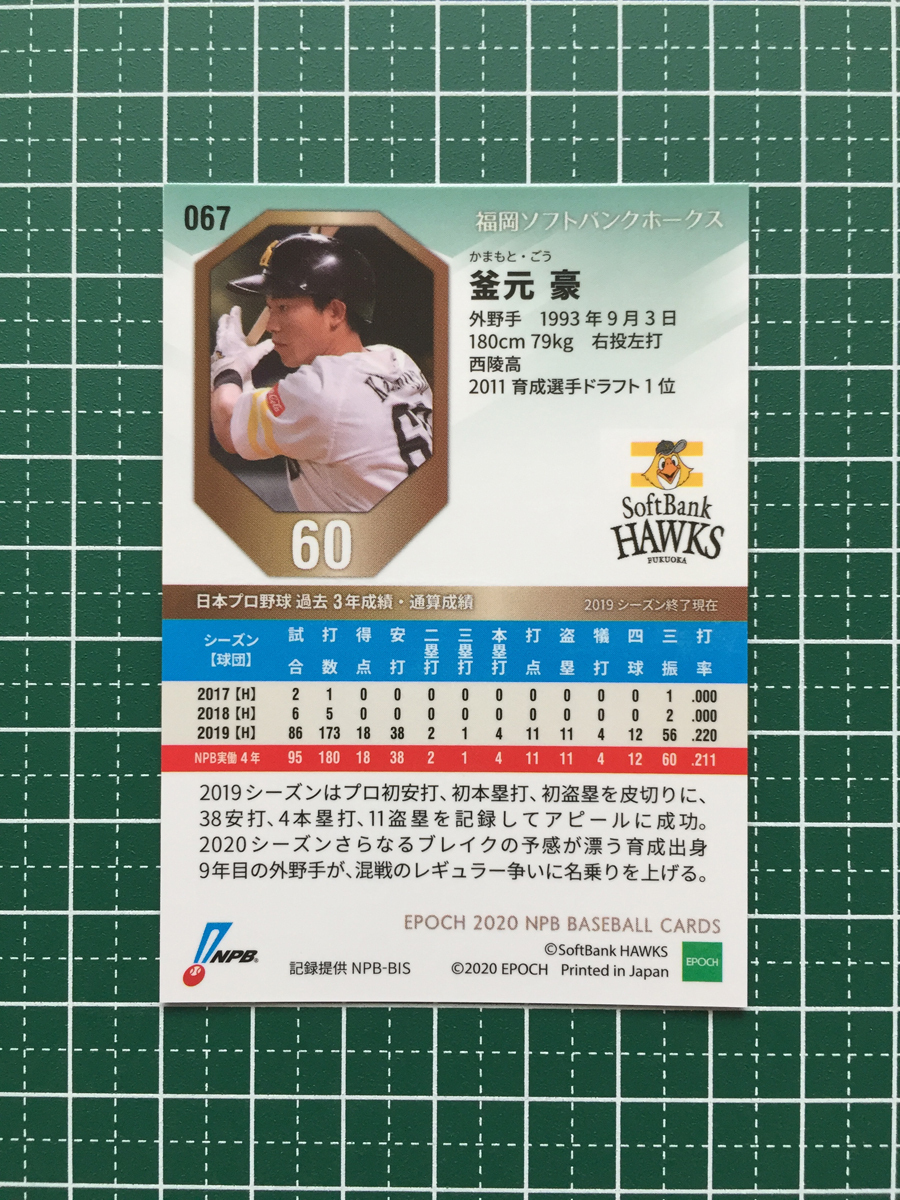 067
福岡ソフトバンクホークス
かまもと・ごう
釜元 豪
外野手 1993年9月3日
180cm 79kg 右投左打
西陵高
2011 育成選手ドラフト1位
60
SoftBank
HAWKS
FUKUOKA
日本プロ野球 過去3年成績・通算成績 2019シーズン終了現在
シーズン【球団】 試合 打数 得点 安打 二塁打 三塁打 本塁打 打点 盗塁 犠打 四球 三振 打率
2017【H】 2 1 0 0 0 0 0 0 0 0 0 1 .000
2018【H】 6 5 0 0 0 0 0 0 0 0 0 2 .000
2019【H】 86 173 18 38 2 1 4 11 11 4 12 56 .220
NPB実働4年 95 180 18 38 2 1 4 11 11 4 12 60 .211
2019シーズンはプロ初安打、初本塁打、初盗塁を皮切りに、
38安打、4本塁打、11盗塁を記録してアピールに成功。
2020シーズンさらなるブレイクの予感が漂う育成出身
9年目の外野手が、混戦のレギュラー争いに名乗りを上げる。
EPOCH 2020 NPB BASEBALL CARDS
NPB
記録提供 NPB-BIS
©SoftBank HAWKS
©2020 EPOCH Printed in Japan
EPOCH